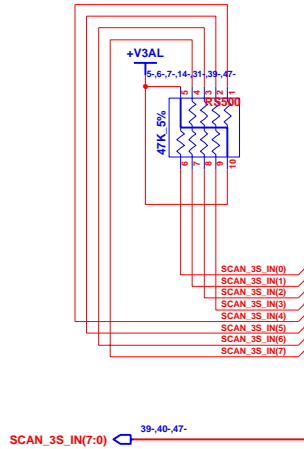 +V3AL
5-,6-,7-,14-,31-,39-,47-
5 4 3 2 1
RS500
47K_5%
6 7 8 9 10
SCAN_3S_IN(0)
SCAN_3S_IN(1)
SCAN_3S_IN(2)
SCAN_3S_IN(3)
SCAN_3S_IN(4)
SCAN_3S_IN(5)
SCAN_3S_IN(6)
SCAN_3S_IN(7)
39-,40-,47-
SCAN_3S_IN(7:0)